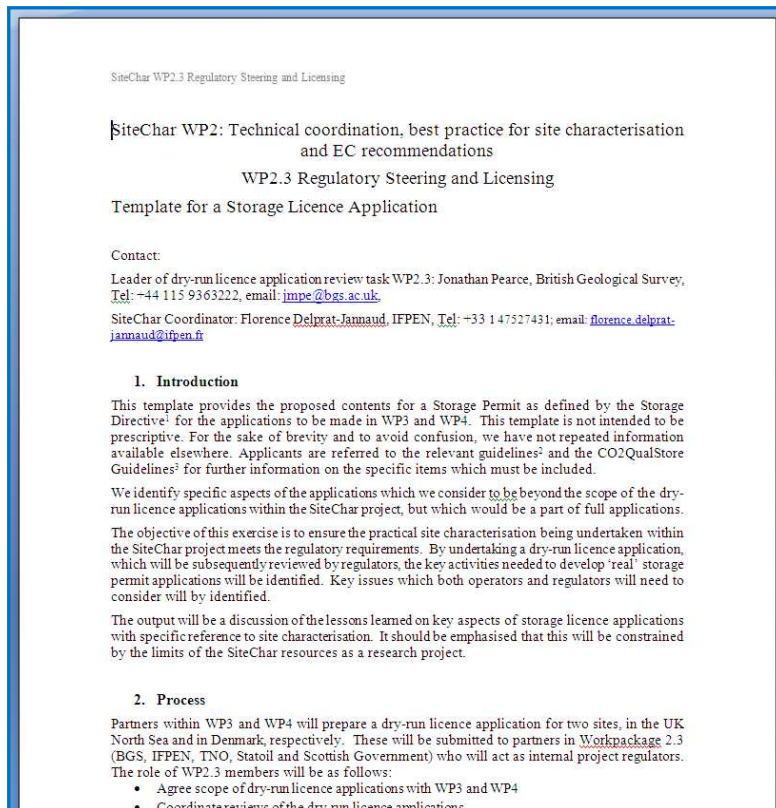 SiteChar WP2.3 Regulatory Steering and Licensing
SiteChar WP2: Technical coordination, best practice for site characterisation
and EC recommendations
WP2.3 Regulatory Steering and Licensing
Template for a Storage Licence Application
Contact:
Leader of dry-run licence application review task WP2.3: Jonathan Pearce, British Geological Survey,
Tel: +44 115 9363222, email: jmpe@bgs.ac.uk,
SiteChar Coordinator: Florence Delprat-Jannaud, IFPEN, Tel: +33 1 47527431; email: florence.delprat-
jannaud@ifpen.fr
1. Introduction
This template provides the proposed contents for a Storage Permit as defined by the Storage
Directive¹ for the applications to be made in WP3 and WP4. This template is not intended to be
prescriptive. For the sake of brevity and to avoid confusion, we have not repeated information
available elsewhere. Applicants are referred to the relevant guidelines² and the CO2QualStore
Guidelines³ for further information on the specific items which must be included.
We identify specific aspects of the applications which we consider to be beyond the scope of the dry-
run licence applications within the SiteChar project, but which would be a part of full applications.
The objective of this exercise is to ensure the practical site characterisation being undertaken within
the SiteChar project meets the regulatory requirements. By undertaking a dry-run licence application,
which will be subsequently reviewed by regulators, the key activities needed to develop ‘real’ storage
permit applications will be identified. Key issues which both operators and regulators will need to
consider will by identified.
The output will be a discussion of the lessons learned on key aspects of storage licence applications
with specific reference to site characterisation. It should be emphasised that this will be constrained
by the limits of the SiteChar resources as a research project.
2. Process
Partners within WP3 and WP4 will prepare a dry-run licence application for two sites, in the UK
North Sea and in Denmark, respectively. These will be submitted to partners in Workpackage 2.3
(BGS, IFPEN, TNO, Statoil and Scottish Government) who will act as internal project regulators.
The role of WP2.3 members will be as follows:
• Agree scope of dry-run licence applications with WP3 and WP4
• Coordinate reviews of the dry-run licence applications